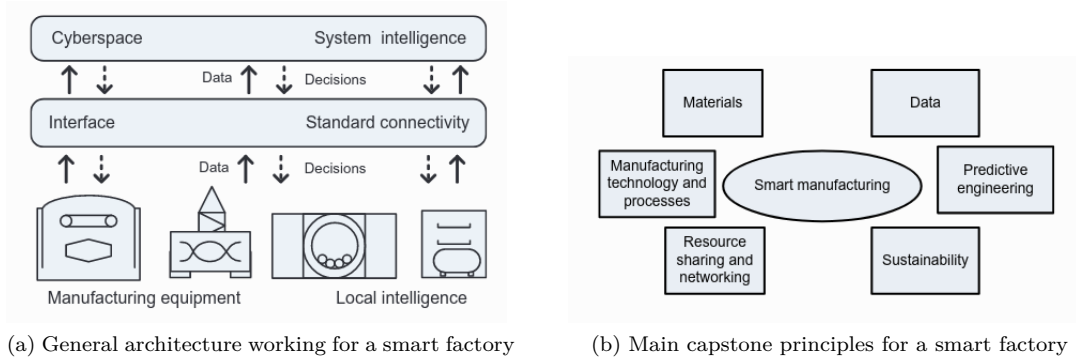 Cyberspace System intelligence
Data Decisions
Interface Standard connectivity
Data Decisions
Manufacturing equipment Local intelligence
(a) General architecture working for a smart factory
Materials
Data
Manufacturing
technology and
processes
Smart manufacturing
Predictive
engineering
Resource
sharing and
networking
Sustainability
(b) Main capstone principles for a smart factory